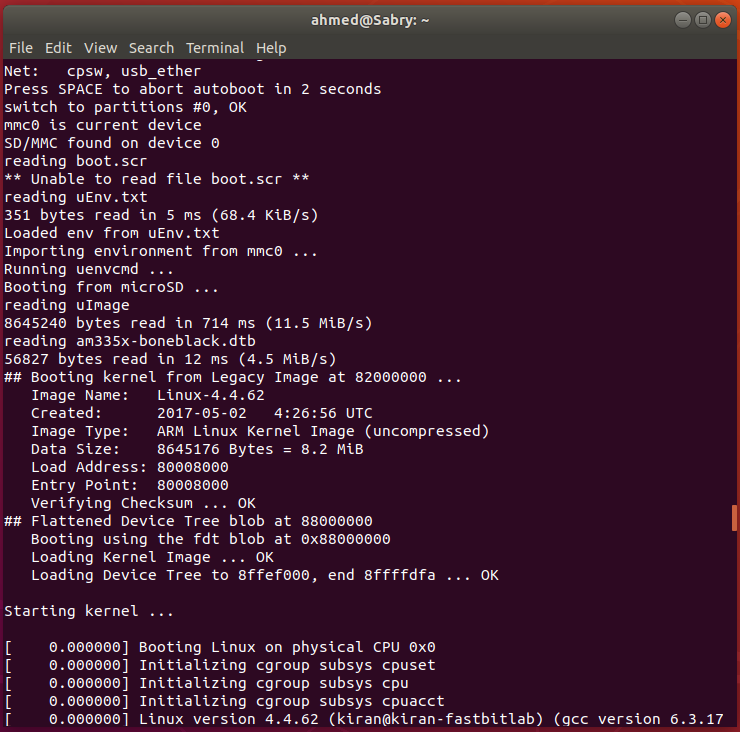 ahmed@Sabry: ~
File Edit View Search Terminal Help
Net:   cpsw, usb_ether
Press SPACE to abort autoboot in 2 seconds
switch to partitions #0, OK
mmc0 is current device
SD/MMC found on device 0
reading boot.scr
** Unable to read file boot.scr **
reading uEnv.txt
351 bytes read in 5 ms (68.4 KiB/s)
Loaded env from uEnv.txt
Importing environment from mmc0 ...
Running uenvcmd ...
Booting from microSD ...
reading uImage
8645240 bytes read in 714 ms (11.5 MiB/s)
reading am335x-boneblack.dtb
56827 bytes read in 12 ms (4.5 MiB/s)
## Booting kernel from Legacy Image at 82000000 ...
   Image Name:   Linux-4.4.62
   Created:      2017-05-02   4:26:56 UTC
   Image Type:   ARM Linux Kernel Image (uncompressed)
   Data Size:    8645176 Bytes = 8.2 MiB
   Load Address: 80008000
   Entry Point:  80008000
   Verifying Checksum ... OK
## Flattened Device Tree blob at 88000000
   Booting using the fdt blob at 0x88000000
   Loading Kernel Image ... OK
   Loading Device Tree to 8ffef000, end 8ffffdfa ... OK
Starting kernel ...
[    0.000000] Booting Linux on physical CPU 0x0
[    0.000000] Initializing cgroup subsys cpuset
[    0.000000] Initializing cgroup subsys cpu
[    0.000000] Initializing cgroup subsys cpuacct
[    0.000000] Linux version 4.4.62 (kiran@kiran-fastbitlab) (gcc version 6.3.17